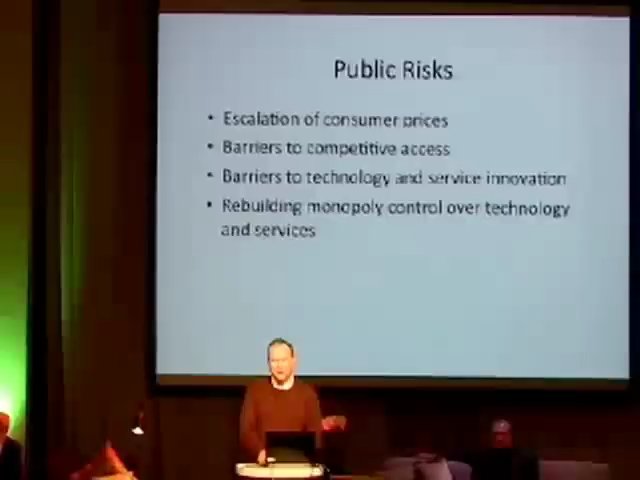 Public Risks
• Escalation of consumer prices
• Barriers to competitive access
• Barriers to technology and service innovation
• Rebuilding monopoly control over technology
and services